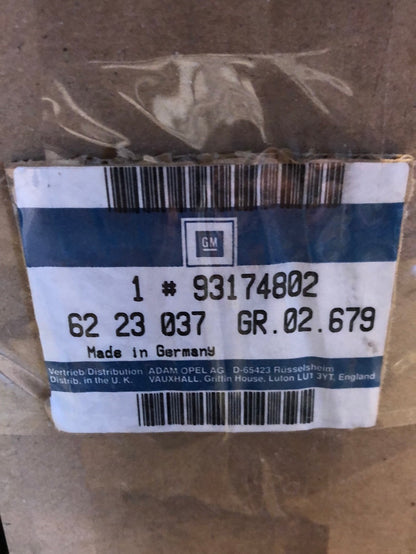 GM
1 # 93174802
62 23 037 GR.02.679
Made in Germany
Vertrieb/Distribution ADAM OPEL AG D-65423 Rüsselsheim
Distrib. in the U. K. VAUXHALL. Griffin House, Luton LU1 3YT, England